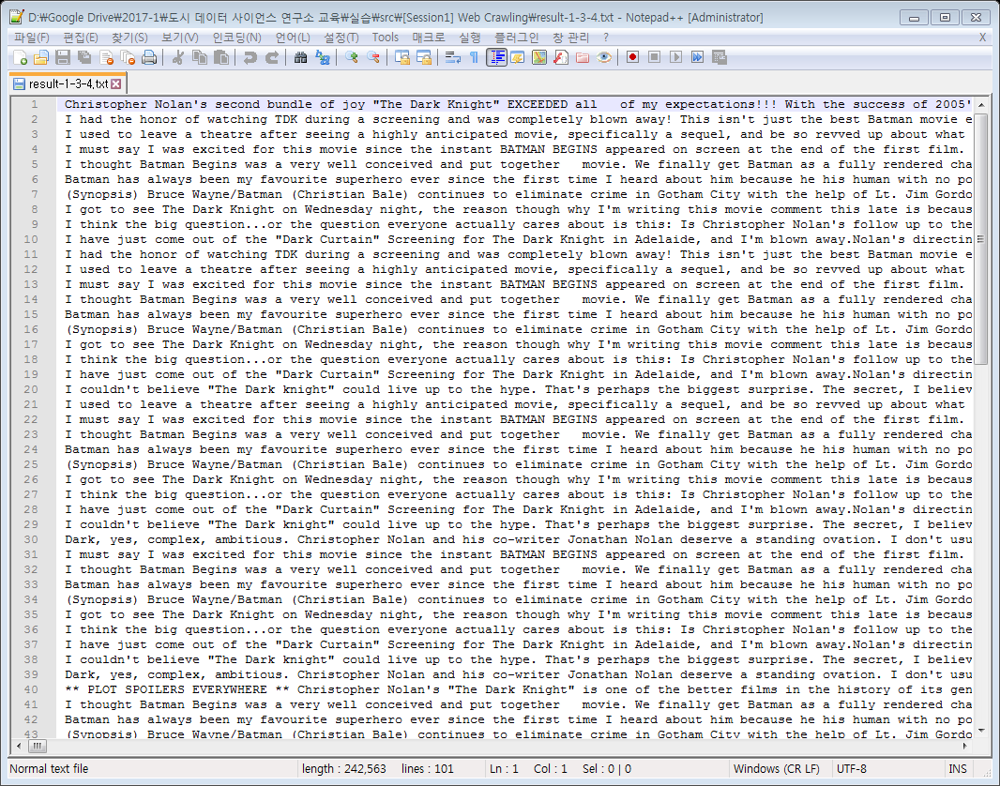 D:₩Google Drive₩2017-1₩도시 데이터 사이언스 연구소 교육₩실습₩src₩[Session1] Web Crawling₩result-1-3-4.txt - Notepad++ [Administrator]
파일(F) 편집(E) 찾기(S) 보기(V) 인코딩(N) 언어(L) 설정(T) Tools 매크로 실행 플러그인 창 관리 ? X
result-1-3-4.txt
1 Christopher Nolan's second bundle of joy "The Dark Knight" EXCEEDED all of my expectations!!! With the success of 2005'
2 I had the honor of watching TDK during a screening and was completely blown away! This isn't just the best Batman movie e
3 I used to leave a theatre after seeing a highly anticipated movie, specifically a sequel, and be so revved up about what
4 I must say I was excited for this movie since the instant BATMAN BEGINS appeared on screen at the end of the first film.
5 I thought Batman Begins was a very well conceived and put together movie. We finally get Batman as a fully rendered cha
6 Batman has always been my favourite superhero ever since the first time I heard about him because he his human with no po
7 (Synopsis) Bruce Wayne/Batman (Christian Bale) continues to eliminate crime in Gotham City with the help of Lt. Jim Gordo
8 I got to see The Dark Knight on Wednesday night, the reason though why I'm writing this movie comment this late is becaus
9 I think the big question...or the question everyone actually cares about is this: Is Christopher Nolan's follow up to the
10 I have just come out of the "Dark Curtain" Screening for The Dark Knight in Adelaide, and I'm blown away.Nolan's directin
11 I had the honor of watching TDK during a screening and was completely blown away! This isn't just the best Batman movie e
12 I used to leave a theatre after seeing a highly anticipated movie, specifically a sequel, and be so revved up about what
13 I must say I was excited for this movie since the instant BATMAN BEGINS appeared on screen at the end of the first film.
14 I thought Batman Begins was a very well conceived and put together movie. We finally get Batman as a fully rendered cha
15 Batman has always been my favourite superhero ever since the first time I heard about him because he his human with no po
16 (Synopsis) Bruce Wayne/Batman (Christian Bale) continues to eliminate crime in Gotham City with the help of Lt. Jim Gordo
17 I got to see The Dark Knight on Wednesday night, the reason though why I'm writing this movie comment this late is becaus
18 I think the big question...or the question everyone actually cares about is this: Is Christopher Nolan's follow up to the
19 I have just come out of the "Dark Curtain" Screening for The Dark Knight in Adelaide, and I'm blown away.Nolan's directin
20 I couldn't believe "The Dark knight" could live up to the hype. That's perhaps the biggest surprise. The secret, I believ
21 I used to leave a theatre after seeing a highly anticipated movie, specifically a sequel, and be so revved up about what
22 I must say I was excited for this movie since the instant BATMAN BEGINS appeared on screen at the end of the first film.
23 I thought Batman Begins was a very well conceived and put together movie. We finally get Batman as a fully rendered cha
24 Batman has always been my favourite superhero ever since the first time I heard about him because he his human with no po
25 (Synopsis) Bruce Wayne/Batman (Christian Bale) continues to eliminate crime in Gotham City with the help of Lt. Jim Gordo
26 I got to see The Dark Knight on Wednesday night, the reason though why I'm writing this movie comment this late is becaus
27 I think the big question...or the question everyone actually cares about is this: Is Christopher Nolan's follow up to the
28 I have just come out of the "Dark Curtain" Screening for The Dark Knight in Adelaide, and I'm blown away.Nolan's directin
29 I couldn't believe "The Dark knight" could live up to the hype. That's perhaps the biggest surprise. The secret, I believ
30 Dark, yes, complex, ambitious. Christopher Nolan and his co-writer Jonathan Nolan deserve a standing ovation. I don't usu
31 I must say I was excited for this movie since the instant BATMAN BEGINS appeared on screen at the end of the first film.
32 I thought Batman Begins was a very well conceived and put together movie. We finally get Batman as a fully rendered cha
33 Batman has always been my favourite superhero ever since the first time I heard about him because he his human with no po
34 (Synopsis) Bruce Wayne/Batman (Christian Bale) continues to eliminate crime in Gotham City with the help of Lt. Jim Gordo
35 I got to see The Dark Knight on Wednesday night, the reason though why I'm writing this movie comment this late is becaus
36 I think the big question...or the question everyone actually cares about is this: Is Christopher Nolan's follow up to the
37 I have just come out of the "Dark Curtain" Screening for The Dark Knight in Adelaide, and I'm blown away.Nolan's directin
38 I couldn't believe "The Dark knight" could live up to the hype. That's perhaps the biggest surprise. The secret, I believ
39 Dark, yes, complex, ambitious. Christopher Nolan and his co-writer Jonathan Nolan deserve a standing ovation. I don't usu
40 ** PLOT SPOILERS EVERYWHERE ** Christopher Nolan's "The Dark Knight" is one of the better films in the history of its gen
41 I thought Batman Begins was a very well conceived and put together movie. We finally get Batman as a fully rendered cha
42 Batman has always been my favourite superhero ever since the first time I heard about him because he his human with no po
43 (Synopsis) Bruce Wayne/Batman (Christian Bale) continues to eliminate crime in Gotham City with the help of Lt. Jim Gordo
Normal text file length : 242,563 lines : 101 Ln : 1 Col : 1 Sel : 0 | 0 Windows (CR LF) UTF-8 INS